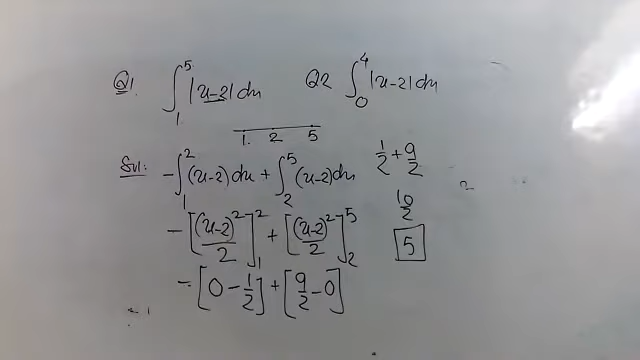 Q1. ∫₁⁵ |x-2| dx Q2 ∫₀⁴ |x-2| dx
1 2 5
Sol: -∫₁² (x-2) dx + ∫₂⁵ (x-2) dx
1/2 + 9/2
-[(x-2)²/2]₁² + [(x-2)²/2]₂⁵
10/2
5
-[0 - 1/2] + [9/2 - 0]